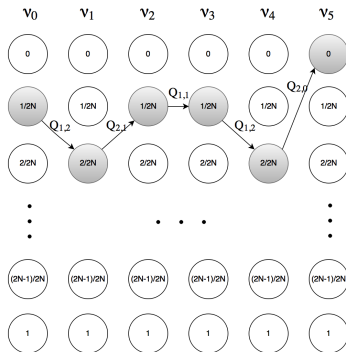 ν₀ ν₁ ν₂ ν₃ ν₄ ν₅
0 0 0 0 0 0
1/2N 1/2N 1/2N 1/2N 1/2N 1/2N
Q₁,₂ Q₂,₁ Q₁,₁ Q₁,₂ Q₂,₀
2/2N 2/2N 2/2N 2/2N 2/2N 2/2N
(2N-1)/2N (2N-1)/2N (2N-1)/2N (2N-1)/2N (2N-1)/2N (2N-1)/2N
1 1 1 1 1 1